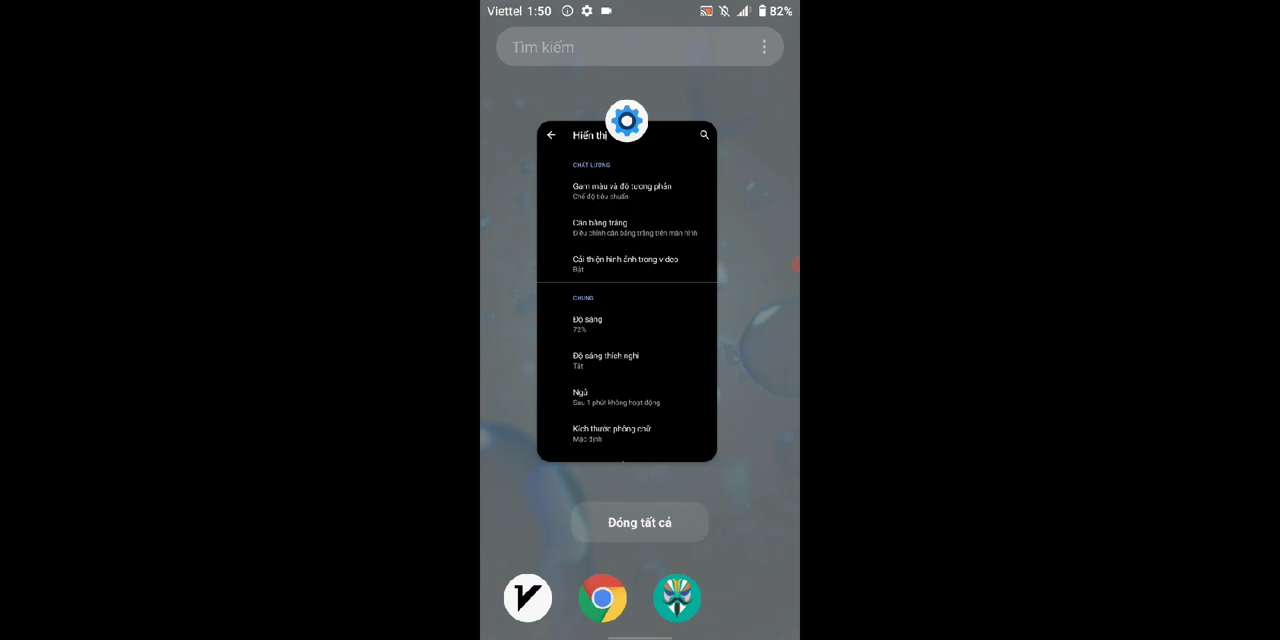 Viettel 1:50
82%
Tìm kiếm
Hiển thị
CHẤT LƯỢNG
Gam màu và độ tương phản
Chế độ tiêu chuẩn
Cân bằng trắng
Điều chỉnh cân bằng trắng trên màn hình
Cải thiện hình ảnh trong video
Bật
CHUNG
Độ sáng
72%
Độ sáng thích nghi
Tắt
Ngủ
Sau 1 phút không hoạt động
Kích thước phông chữ
Mặc định
Đóng tất cả